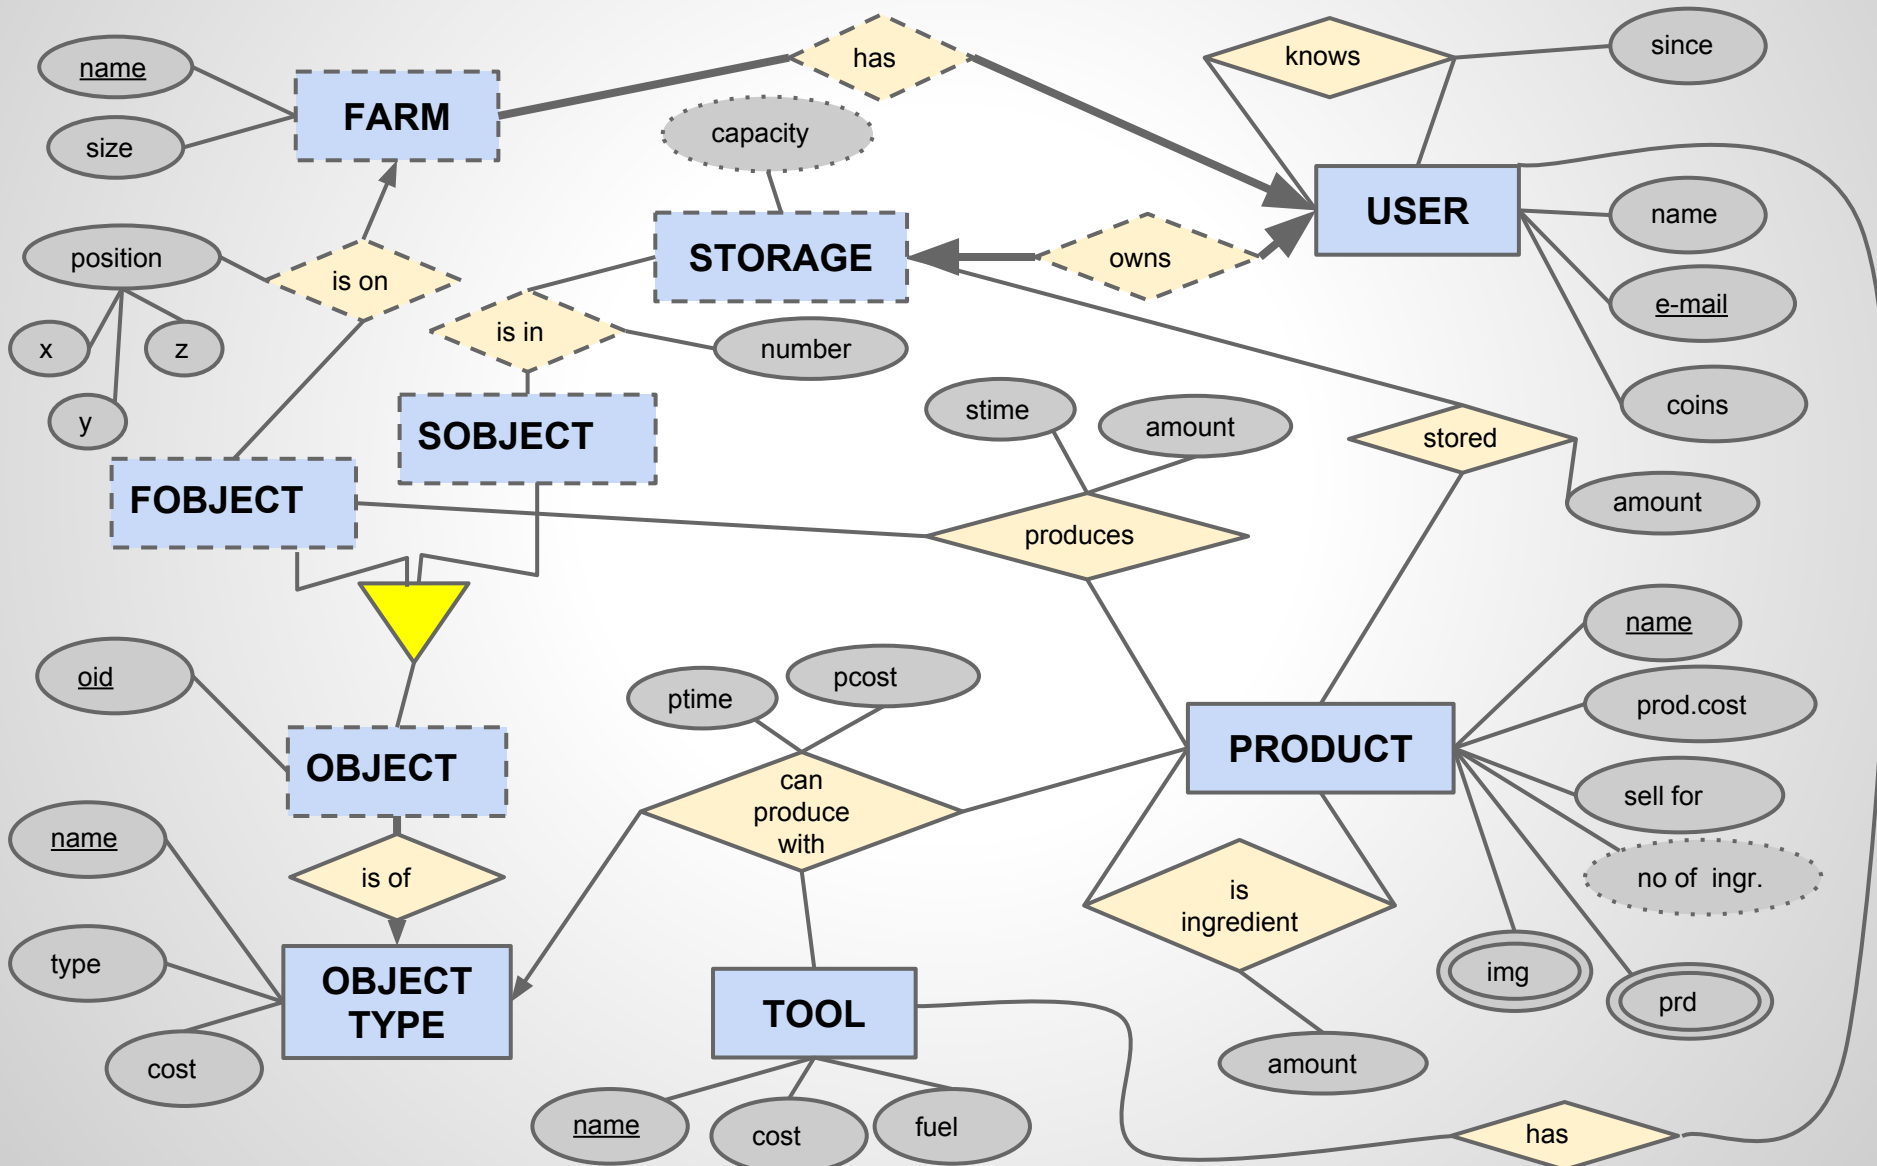 has
knows
since
name
FARM
size
capacity
USER
name
position
is on
STORAGE
owns
e-mail
x
z
is in
number
y
coins
SOBJECT
stime
amount
stored
FOBJECT
amount
produces
name
oid
ptime
pcost
prod.cost
PRODUCT
OBJECT
can
produce
with
sell for
name
is of
is
ingredient
no of  ingr.
type
img
OBJECT
TYPE
TOOL
prd
cost
amount
name
cost
fuel
has